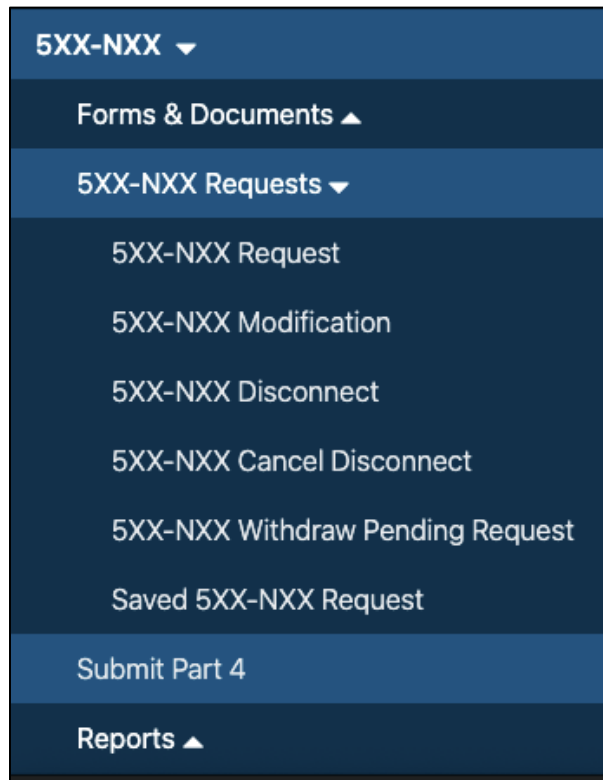 5XX-NXX
Forms & Documents
5XX-NXX Requests
5XX-NXX Request
5XX-NXX Modification
5XX-NXX Disconnect
5XX-NXX Cancel Disconnect
5XX-NXX Withdraw Pending Request
Saved 5XX-NXX Request
Submit Part 4
Reports